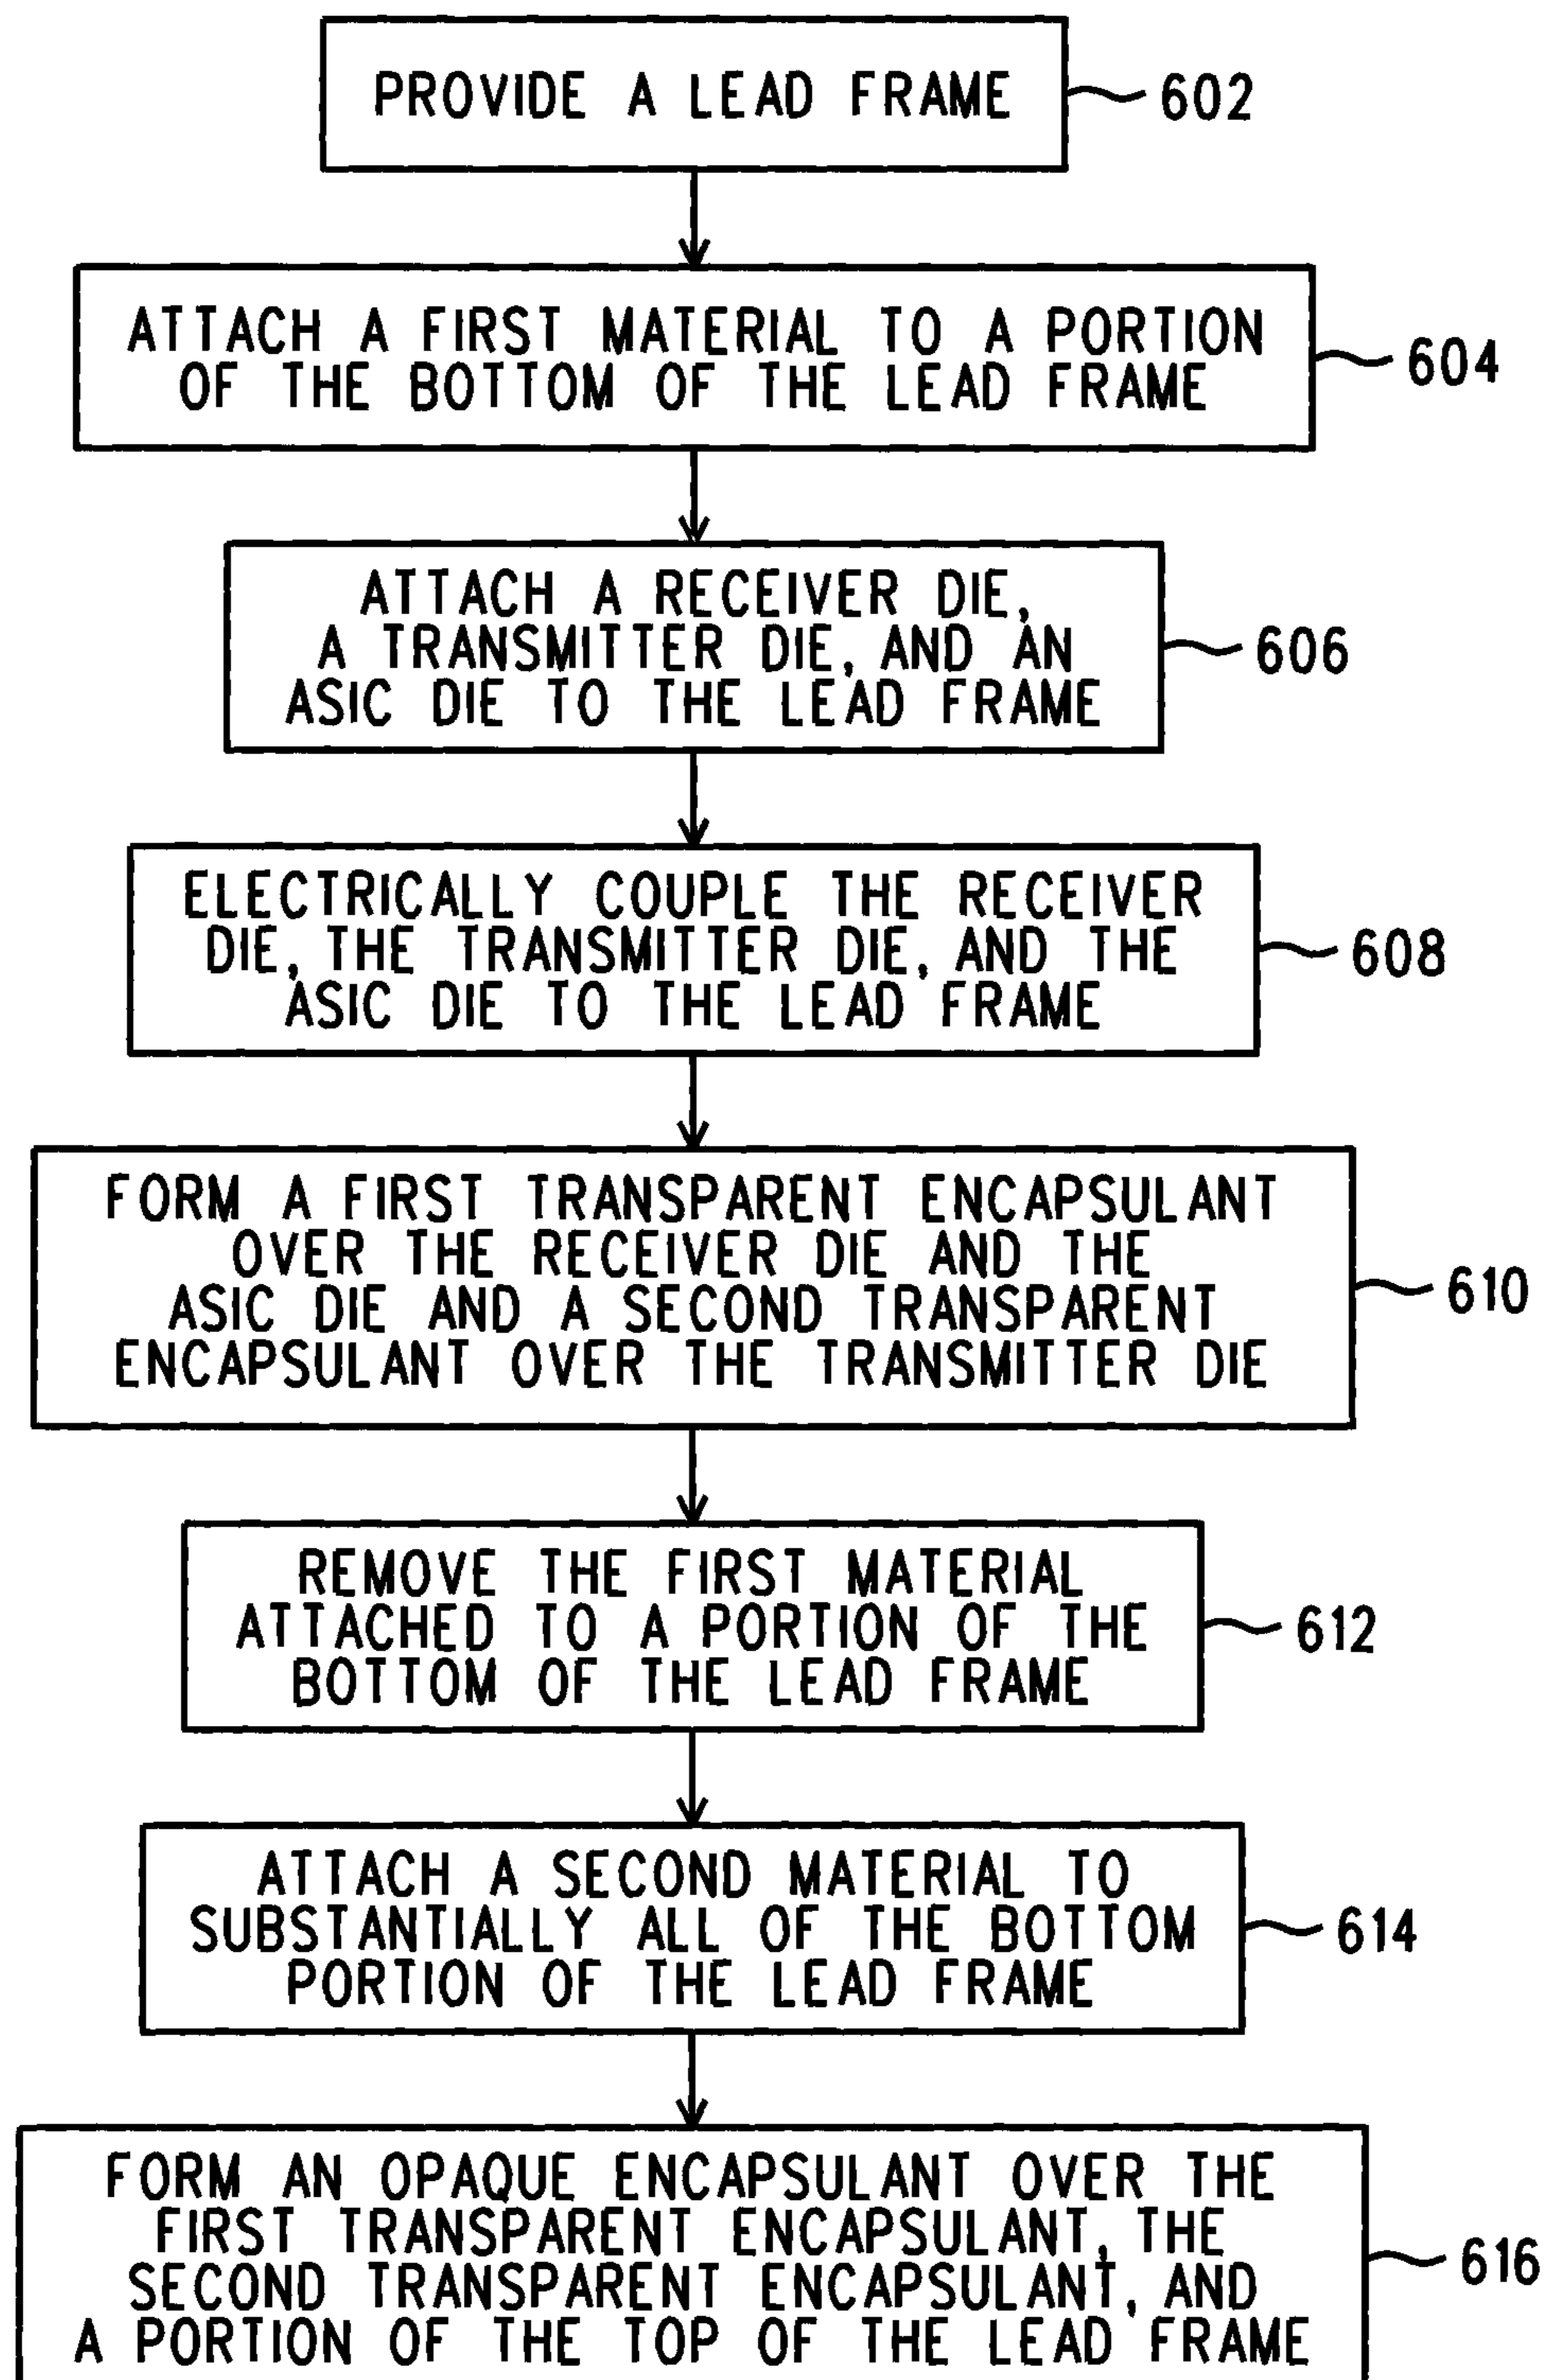 PROVIDE A LEAD FRAME
602
ATTACH A FIRST MATERIAL TO A PORTION
OF THE BOTTOM OF THE LEAD FRAME
604
ATTACH A RECEIVER DIE,
A TRANSMITTER DIE, AND AN
ASIC DIE TO THE LEAD FRAME
606
ELECTRICALLY COUPLE THE RECEIVER
DIE, THE TRANSMITTER DIE, AND THE
ASIC DIE TO THE LEAD FRAME
608
FORM A FIRST TRANSPARENT ENCAPSULANT
OVER THE RECEIVER DIE AND THE
ASIC DIE AND A SECOND TRANSPARENT
ENCAPSULANT OVER THE TRANSMITTER DIE
610
REMOVE THE FIRST MATERIAL
ATTACHED TO A PORTION OF THE
BOTTOM OF THE LEAD FRAME
612
ATTACH A SECOND MATERIAL TO
SUBSTANTIALLY ALL OF THE BOTTOM
PORTION OF THE LEAD FRAME
614
FORM AN OPAQUE ENCAPSULANT OVER THE
FIRST TRANSPARENT ENCAPSULANT, THE
SECOND TRANSPARENT ENCAPSULANT, AND
A PORTION OF THE TOP OF THE LEAD FRAME
616